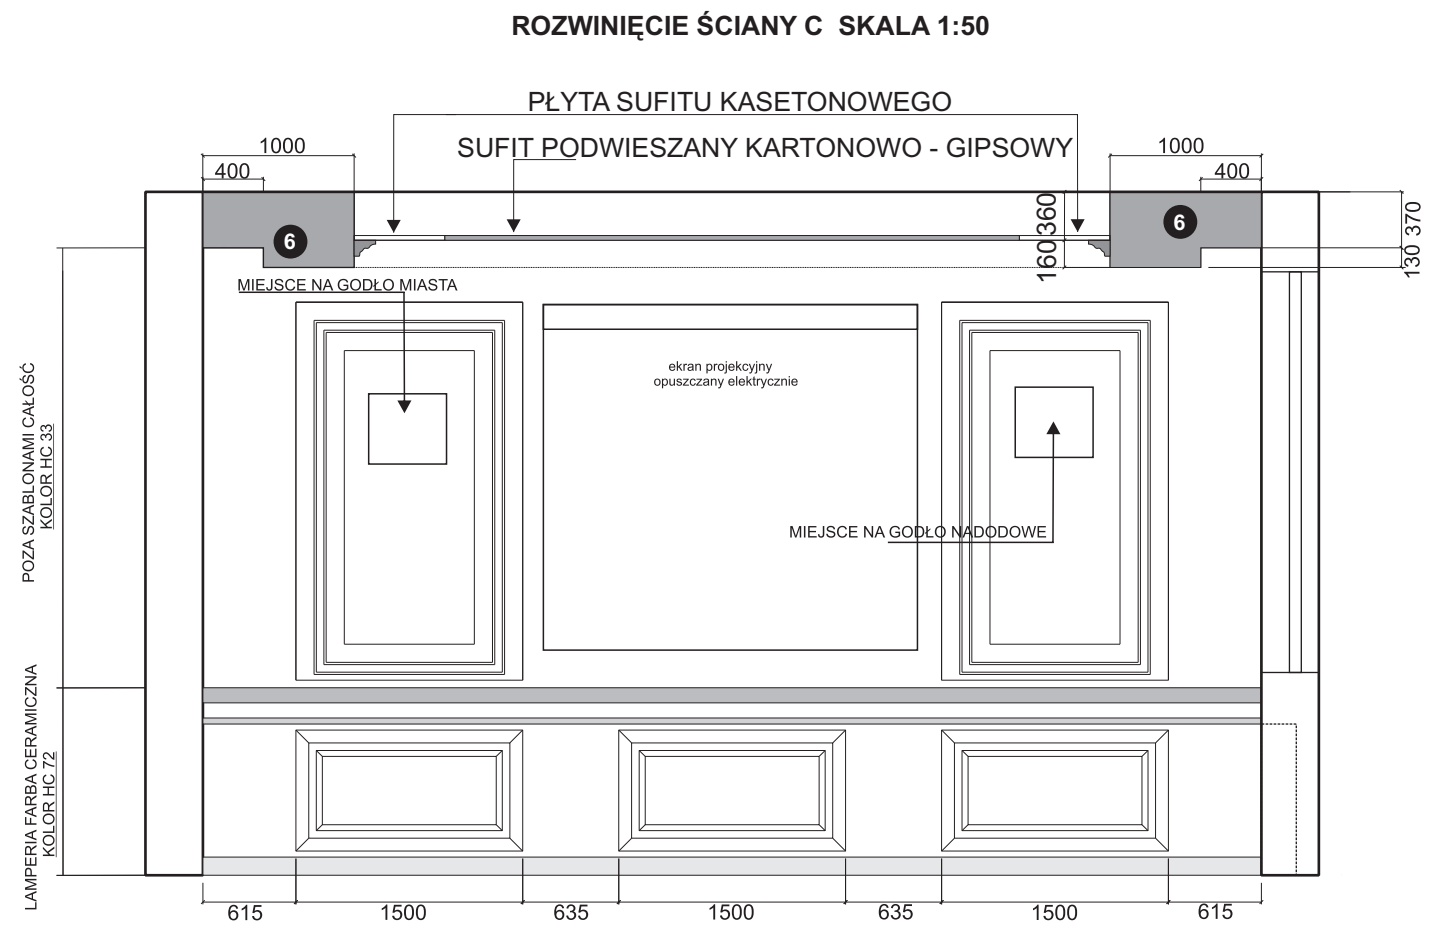 ROZWINIĘCIE ŚCIANY C  SKALA 1:50
PŁYTA SUFITU KASETONOWEGO
SUFIT PODWIESZANY KARTONOWO - GIPSOWY
1000
400
1000
400
6
6
360
160
370
130
MIEJSCE NA GODŁO MIASTA
ekran projekcyjny
opuszczany elektrycznie
MIEJSCE NA GODŁO NADODOWE
POZA SZABLONAMI CAŁOŚĆ
KOLOR HC 33
LAMPERIA FARBA CERAMICZNA
KOLOR HC 72
615
1500
635
1500
635
1500
615